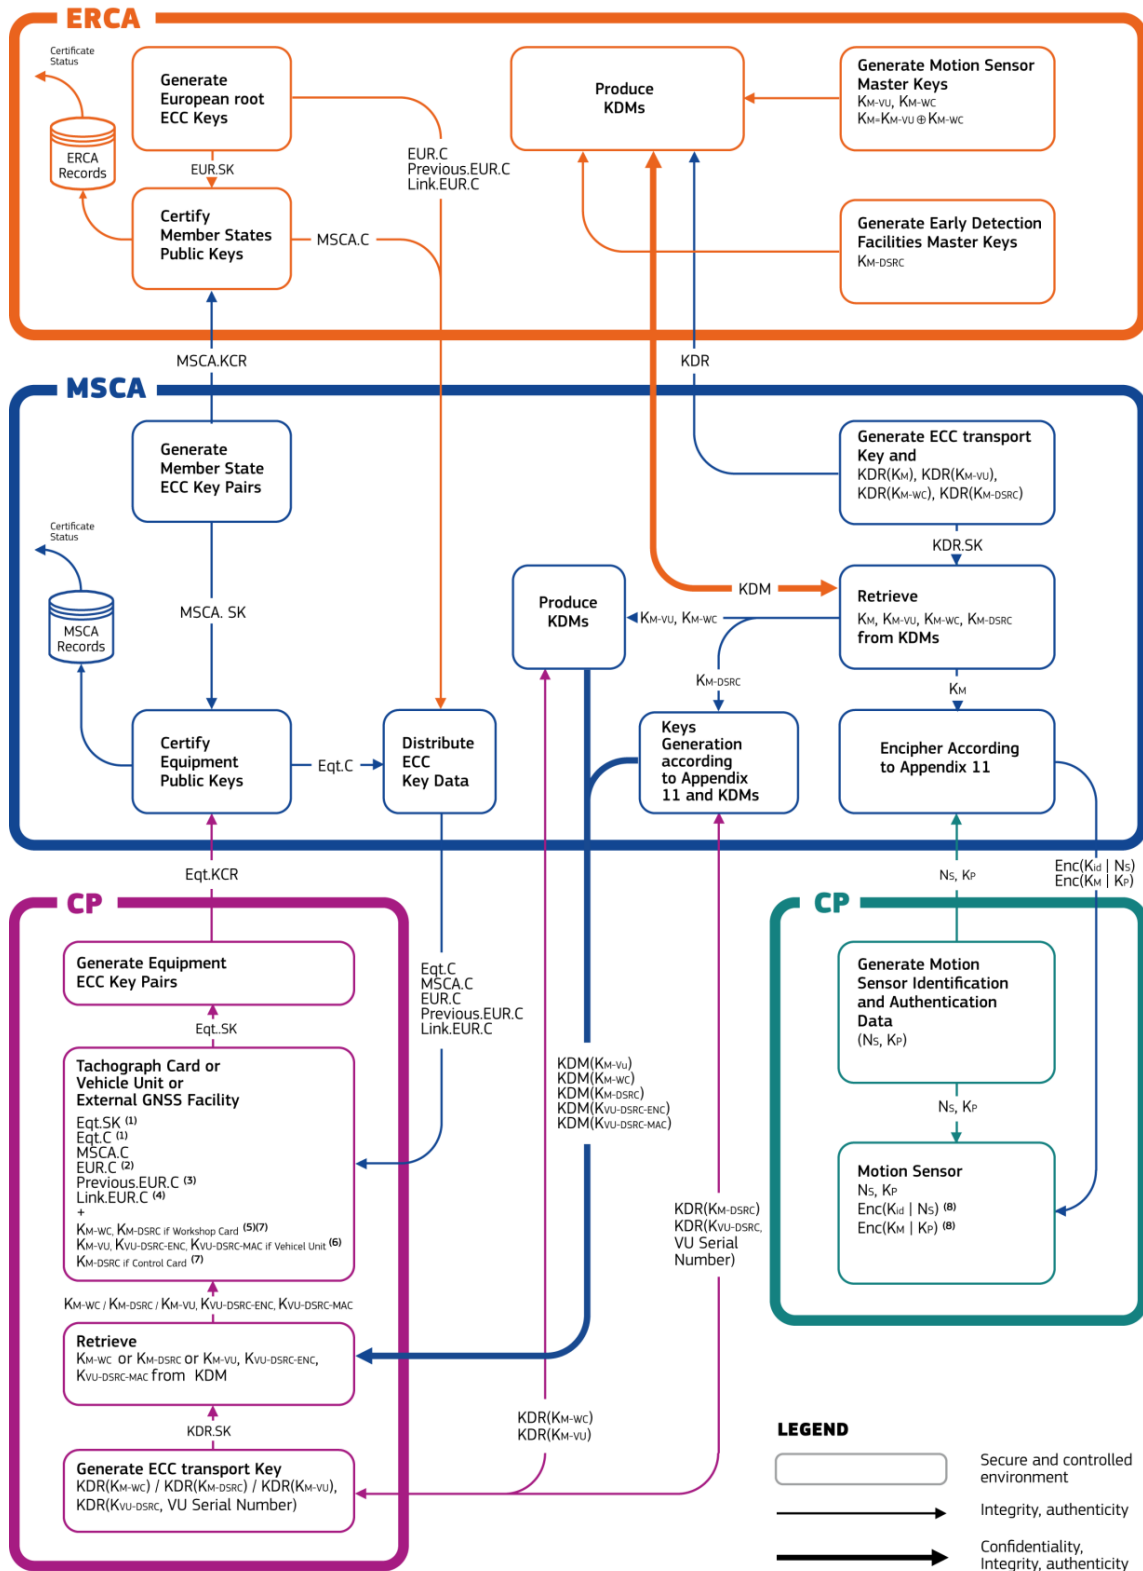 ERCA
Certificate
Status
Generate
European root
ECC Keys
Produce
KDMs
Generate Motion Sensor
Master Keys
KM-VU, KM-WC
KM=KM-VU ⊕ KM-WC
ERCA
Records
EUR.SK
EUR.C
Previous.EUR.C
Link.EUR.C
Certify
Member States
Public Keys
MSCA.C
Generate Early Detection
Facilities Master Keys
KM-DSRC
MSCA.KCR
KDR
MSCA
Generate
Member State
ECC Key Pairs
Generate ECC transport
Key and
KDR(KM), KDR(KM-VU),
KDR(KM-WC), KDR(KM-DSRC)
Certificate
Status
KDR.SK
MSCA
Records
MSCA. SK
Produce
KDMs
KDM
Retrieve
KM, KM-VU, KM-WC, KM-DSRC
from KDMs
KM-VU, KM-WC
KM-DSRC
KM
Certify
Equipment
Public Keys
Eqt.C
Distribute
ECC
Key Data
Keys
Generation
according
to Appendix
11 and KDMs
Encipher According
to Appendix 11
Eqt.KCR
NS, KP
Enc(Kid | NS)
Enc(KM | KP)
CP
Generate Equipment
ECC Key Pairs
Eqt..SK
Eqt.C
MSCA.C
EUR.C
Previous.EUR.C
Link.EUR.C
CP
Generate Motion
Sensor Identification
and Authentication
Data
(NS, KP)
Tachograph Card or
Vehicle Unit or
External GNSS Facility
Eqt.SK (1)
Eqt.C (1)
MSCA.C
EUR.C (2)
Previous.EUR.C (3)
Link.EUR.C (4)
+
KM-WC, KM-DSRC if Workshop Card (5)(7)
KM-VU, KVU-DSRC-ENC, KVU-DSRC-MAC if Vehicel Unit (6)
KM-DSRC if Control Card (7)
KDM(KM-Vu)
KDM(KM-WC)
KDM(KM-DSRC)
KDM(KVU-DSRC-ENC)
KDM(KVU-DSRC-MAC)
NS, KP
Motion Sensor
NS, KP
Enc(Kid | NS) (8)
Enc(KM | KP) (8)
KDR(KM-DSRC)
KDR(KVU-DSRC,
VU Serial
Number)
KM-WC / KM-DSRC / KM-VU, KVU-DSRC-ENC, KVU-DSRC-MAC
Retrieve
KM-WC or KM-DSRC or KM-VU, KVU-DSRC-ENC,
KVU-DSRC-MAC from KDM
KDR.SK
KDR(KM-WC)
KDR(KM-VU)
Generate ECC transport Key
KDR(KM-WC) / KDR(KM-DSRC) / KDR(KM-VU),
KDR(KVU-DSRC, VU Serial Number)
LEGEND
Secure and controlled
environment
Integrity, authenticity
Confidentiality,
Integrity, authenticity